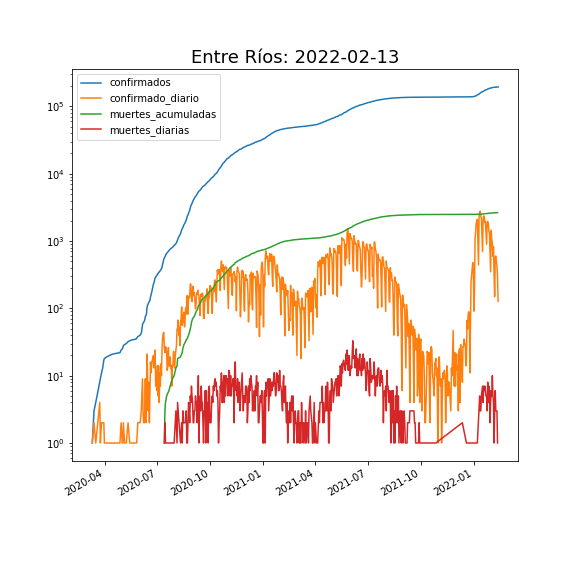 Entre Ríos: 2022-02-13
confirmados
confirmado_diario
muertes_acumuladas
muertes_diarias
10^5
10^4
10^3
10^2
10^1
10^0
2020-04 2020-07 2020-10 2021-01 2021-04 2021-07 2021-10 2022-01